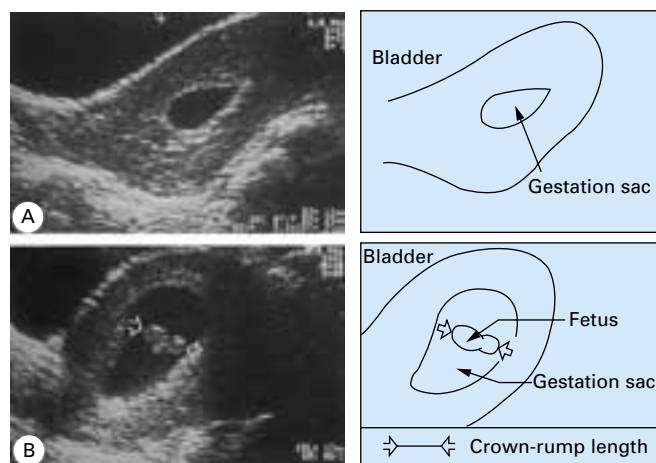 A
Bladder
Gestation sac
B
Bladder
Fetus
Gestation sac
Crown-rump length